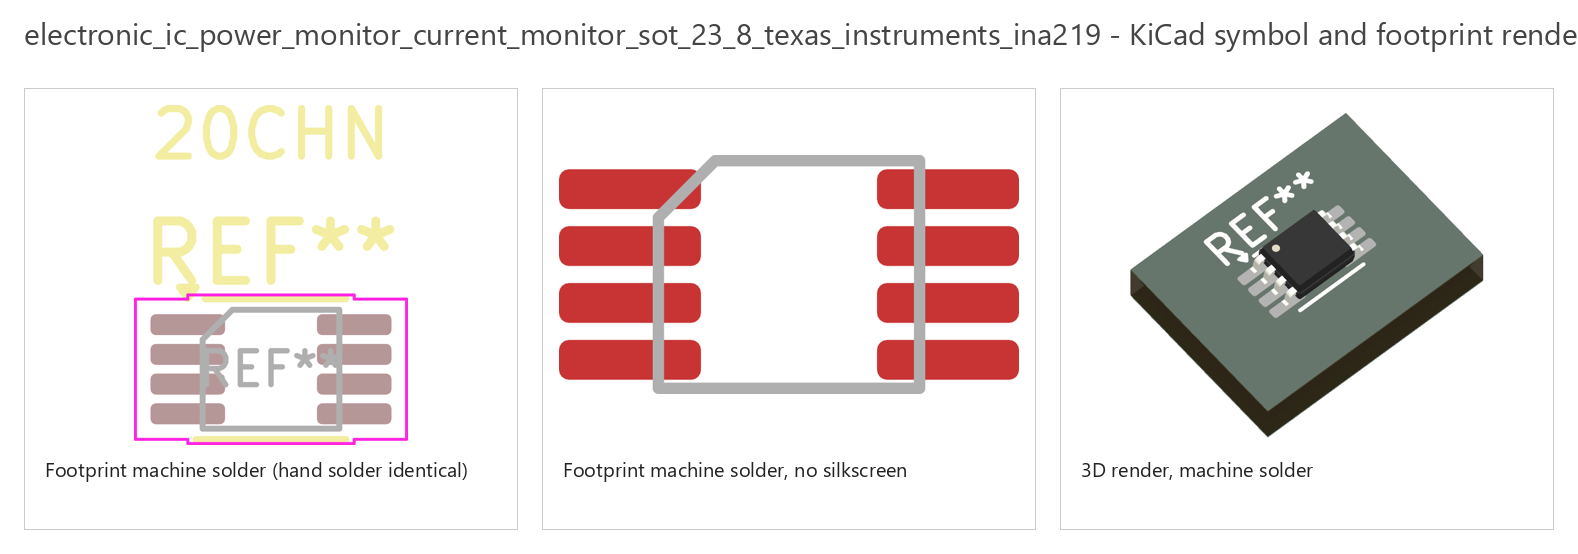 electronic_ic_power_monitor_current_monitor_sot_23_8_texas_instruments_ina219 - KiCad symbol and footprint rende
20CHN
REF**
REF**
Footprint machine solder (hand solder identical)
Footprint machine solder, no silkscreen
REF**
3D render, machine solder